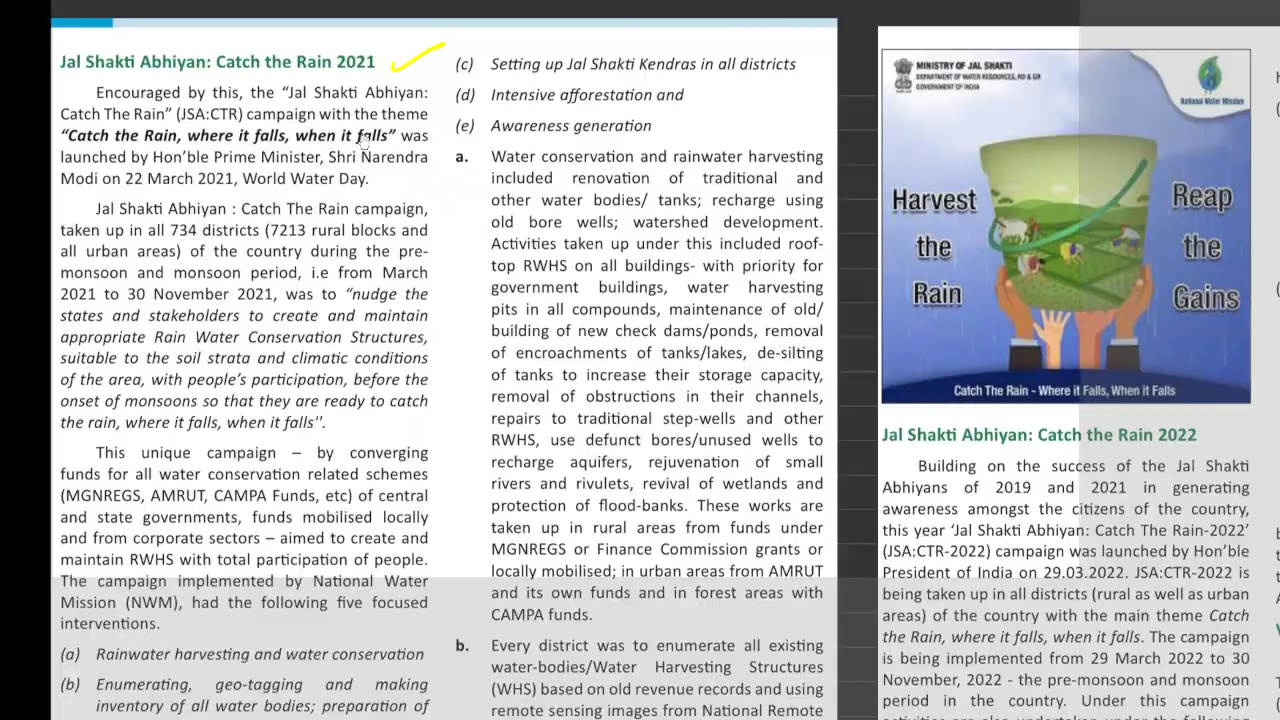 Jal Shakti Abhiyan: Catch the Rain 2021
Encouraged by this, the “Jal Shakti Abhiyan:
Catch The Rain” (JSA:CTR) campaign with the theme
“Catch the Rain, where it falls, when it falls” was
launched by Hon’ble Prime Minister, Shri Narendra
Modi on 22 March 2021, World Water Day.
Jal Shakti Abhiyan : Catch The Rain campaign,
taken up in all 734 districts (7213 rural blocks and
all urban areas) of the country during the pre-
monsoon and monsoon period, i.e from March
2021 to 30 November 2021, was to “nudge the
states and stakeholders to create and maintain
appropriate Rain Water Conservation Structures,
suitable to the soil strata and climatic conditions
of the area, with people’s participation, before the
onset of monsoons so that they are ready to catch
the rain, where it falls, when it falls''.
This unique campaign – by converging
funds for all water conservation related schemes
(MGNREGS, AMRUT, CAMPA Funds, etc) of central
and state governments, funds mobilised locally
and from corporate sectors – aimed to create and
maintain RWHS with total participation of people.
The campaign implemented by National Water
Mission (NWM), had the following five focused
interventions.
(a) Rainwater harvesting and water conservation
(b) Enumerating, geo-tagging and making
inventory of all water bodies; preparation of
(c) Setting up Jal Shakti Kendras in all districts
(d) Intensive afforestation and
(e) Awareness generation
a. Water conservation and rainwater harvesting
included renovation of traditional and
other water bodies/ tanks; recharge using
old bore wells; watershed development.
Activities taken up under this included roof-
top RWHS on all buildings- with priority for
government buildings, water harvesting
pits in all compounds, maintenance of old/
building of new check dams/ponds, removal
of encroachments of tanks/lakes, de-silting
of tanks to increase their storage capacity,
removal of obstructions in their channels,
repairs to traditional step-wells and other
RWHS, use defunct bores/unused wells to
recharge aquifers, rejuvenation of small
rivers and rivulets, revival of wetlands and
protection of flood-banks. These works are
taken up in rural areas from funds under
MGNREGS or Finance Commission grants or
locally mobilised; in urban areas from AMRUT
and its own funds and in forest areas with
CAMPA funds.
b. Every district was to enumerate all existing
water-bodies/Water Harvesting Structures
(WHS) based on old revenue records and using
remote sensing images from National Remote
MINISTRY OF JAL SHAKTI
DEPARTMENT OF WATER RESOURCES, RD & GR
GOVERNMENT OF INDIA
National Water Mission
Harvest
the
Rain
Reap
the
Gains
Catch The Rain - Where it Falls, When it Falls
Jal Shakti Abhiyan: Catch the Rain 2022
Building on the success of the Jal Shakti
Abhiyans of 2019 and 2021 in generating
awareness amongst the citizens of the country,
this year ‘Jal Shakti Abhiyan: Catch The Rain-2022’
(JSA:CTR-2022) campaign was launched by Hon’ble
President of India on 29.03.2022. JSA:CTR-2022 is
being taken up in all districts (rural as well as urban
areas) of the country with the main theme Catch
the Rain, where it falls, when it falls. The campaign
is being implemented from 29 March 2022 to 30
November, 2022 - the pre-monsoon and monsoon
period in the country. Under this campaign